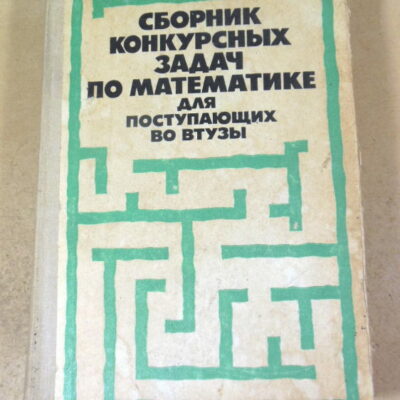 СБОРНИК
КОНКУРСНЫХ
ЗАДАЧ
ПО МАТЕМАТИКЕ
ДЛЯ
ПОСТУПАЮЩИХ
ВО ВТУЗЫ